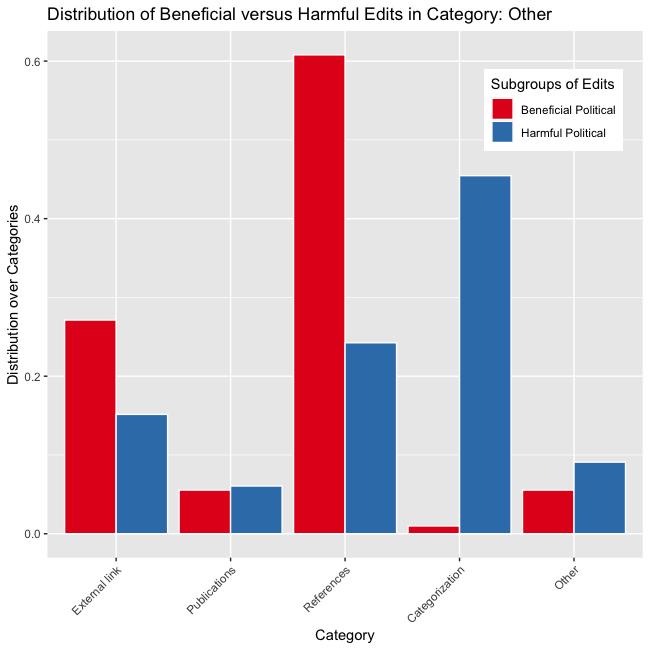 Distribution of Beneficial versus Harmful Edits in Category: Other
Subgroups of Edits
Beneficial Political
Harmful Political
Distribution over Categories
0.6
0.4
0.2
0.0
External link
Publications
References
Categorization
Other
Category